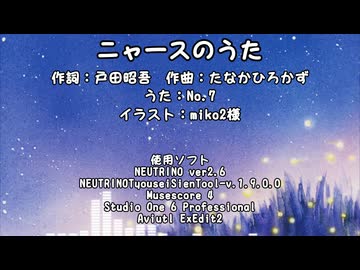 ニャースのうた
作詞：戸田昭吾　作曲：たなかひろかず
うた：No.7
イラスト：miko2様
使用ソフト
NEUTRINO ver2.6
NEUTRINOTyouseiSienTool-v.1.9.0.0
Musescore 4
Studio One 6 Professional
Aviutl ExEdit2